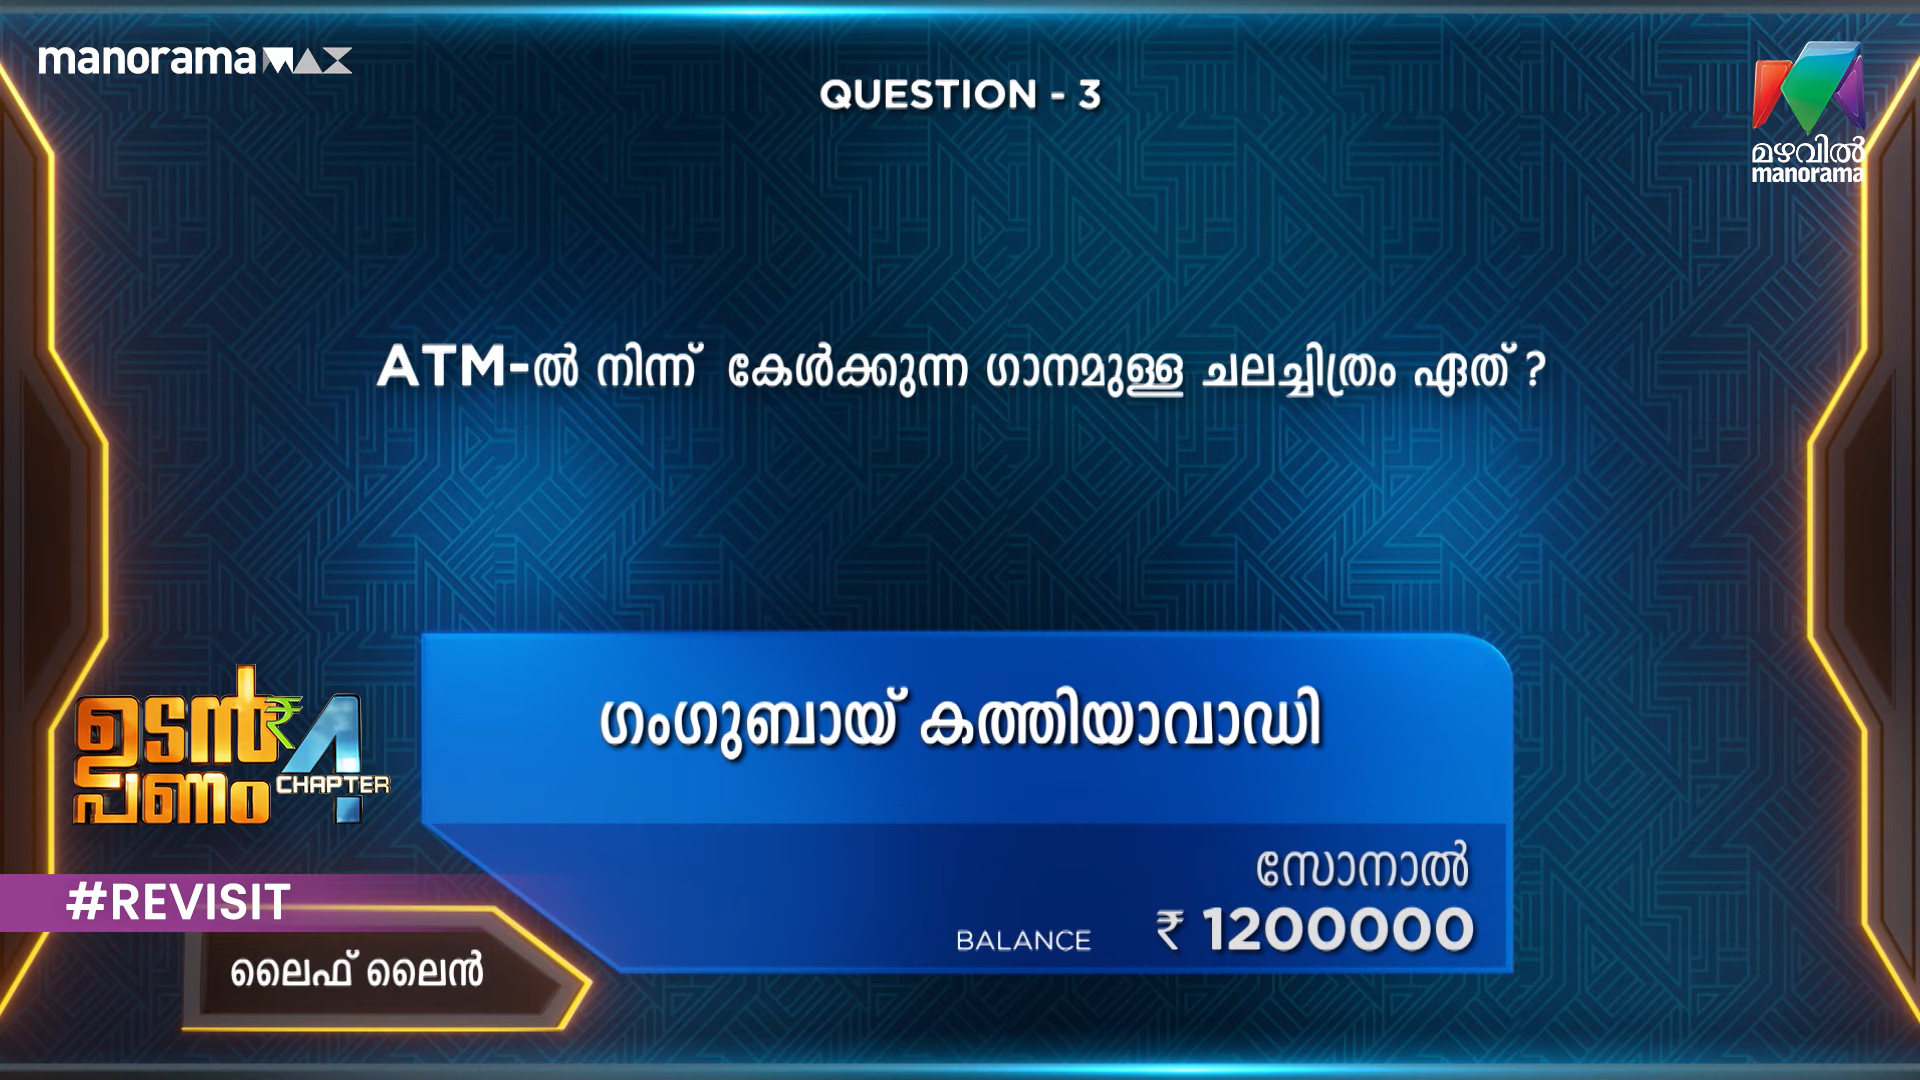 manorama MAX
QUESTION - 3
മഴവിൽ
manorama
ATM-ൽ നിന്ന് കേൾക്കുന്ന ഗാനമുള്ള ചലച്ചിത്രം ഏത് ?
ഗംഗുബായ് കത്തിയാവാഡി
ഉടൻ
പണം
CHAPTER
4
സോനാൽ
BALANCE ₹ 1200000
#REVISIT
ലൈഫ് ലൈൻ